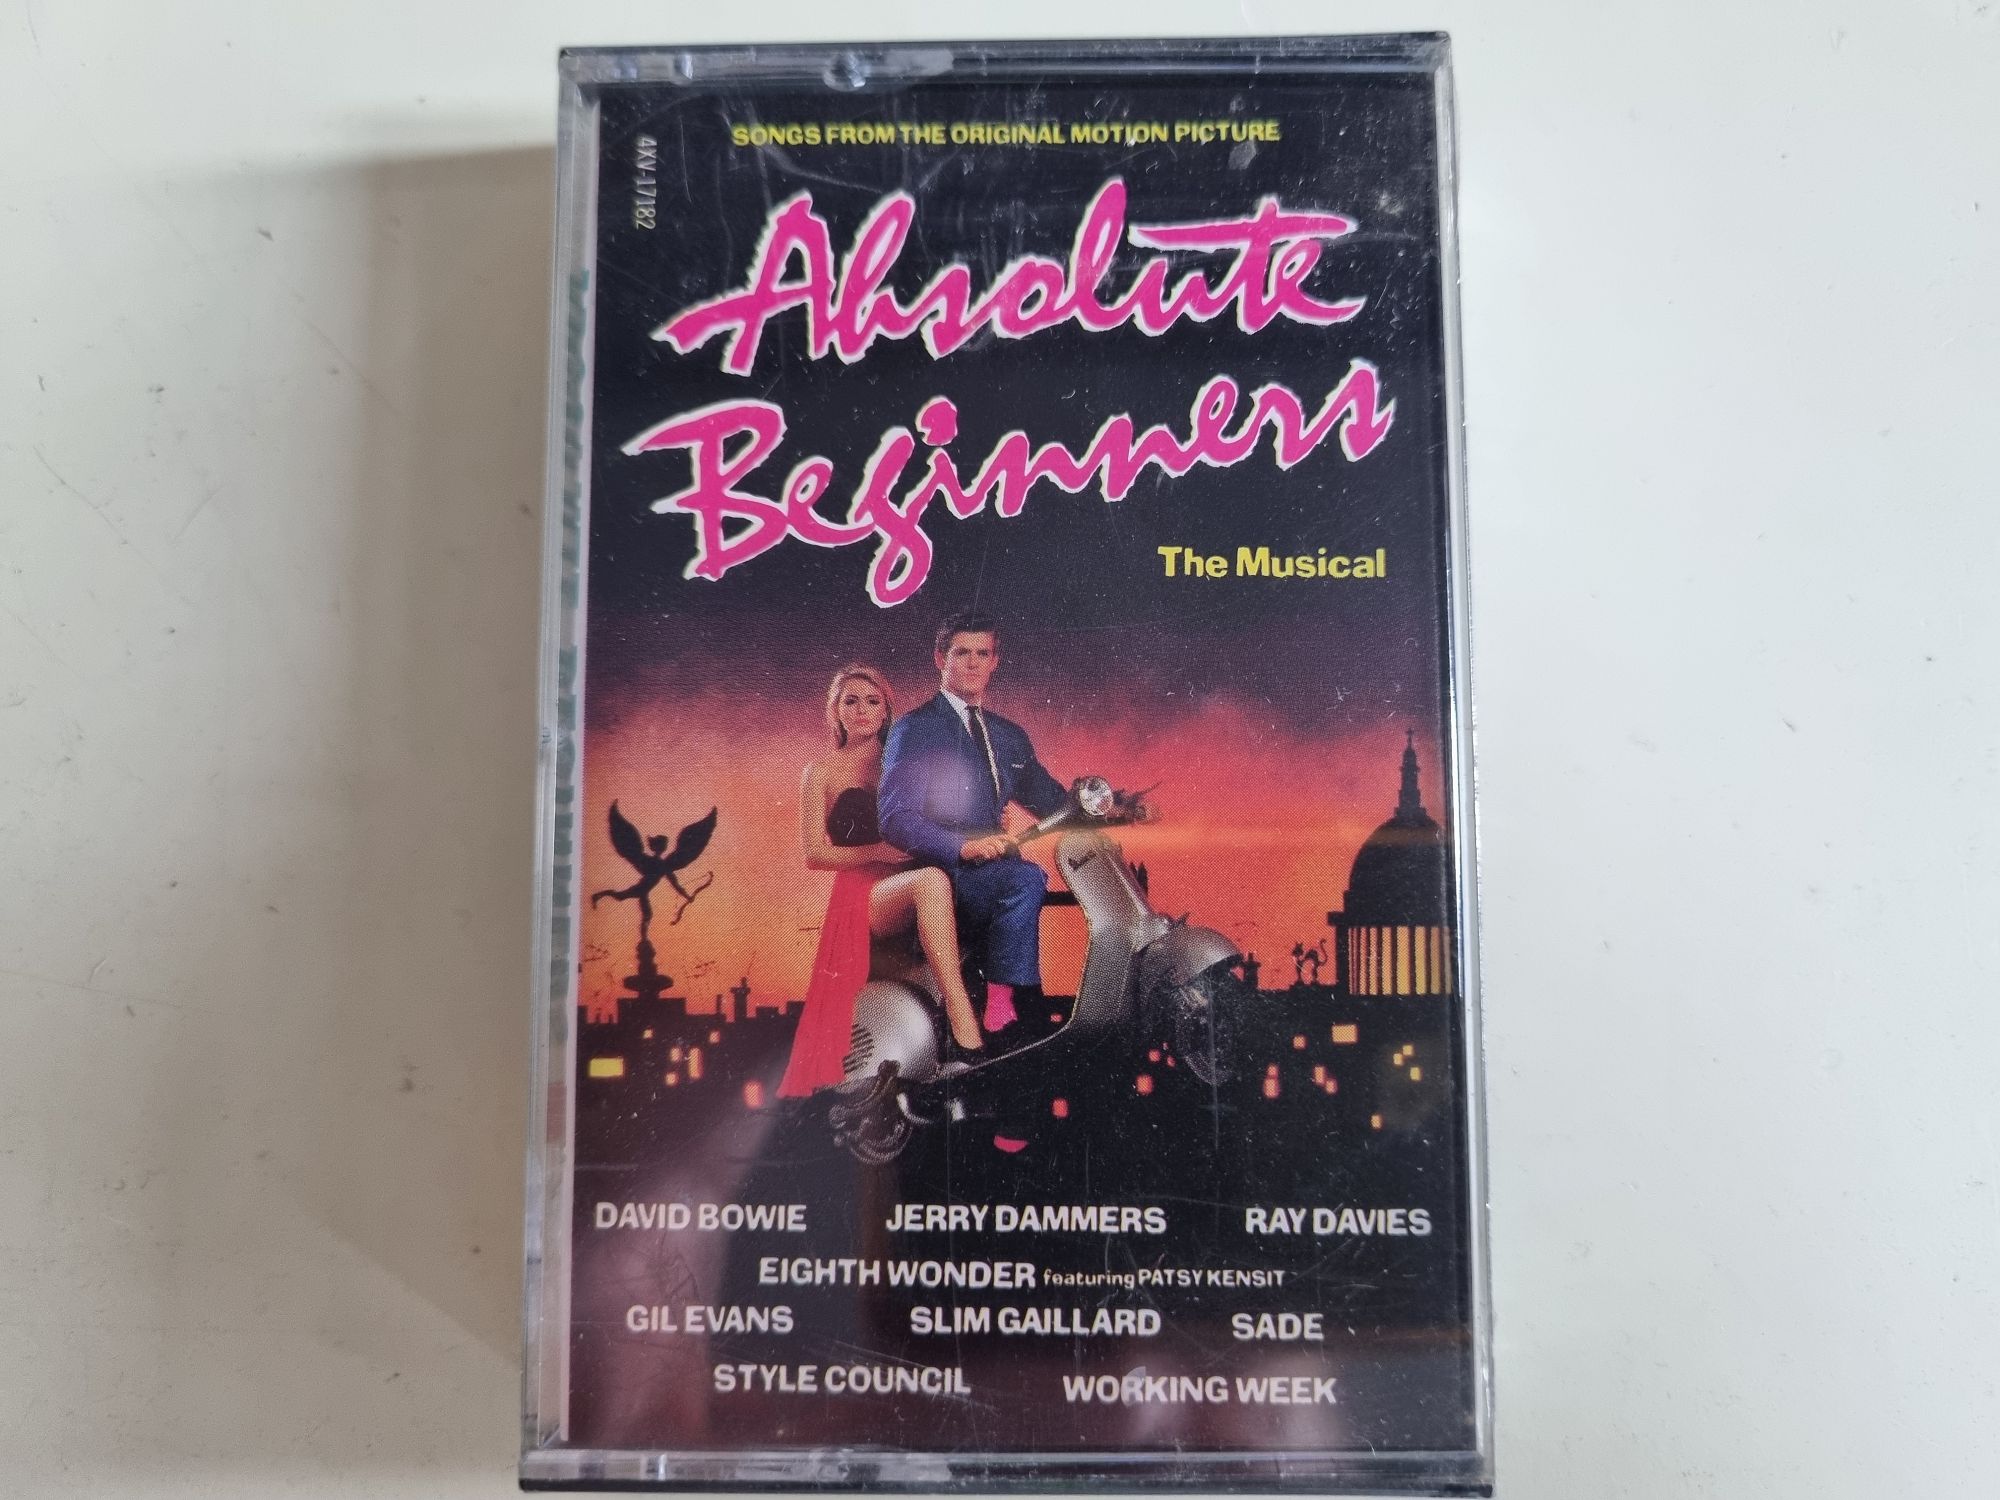 SONGS FROM THE ORIGINAL MOTION PICTURE
4XV-17182
Absolute
Beginners
The Musical
DAVID BOWIE JERRY DAMMERS RAY DAVIES
EIGHTH WONDER featuring PATSY KENSIT
GIL EVANS SLIM GAILLARD SADE
STYLE COUNCIL WORKING WEEK